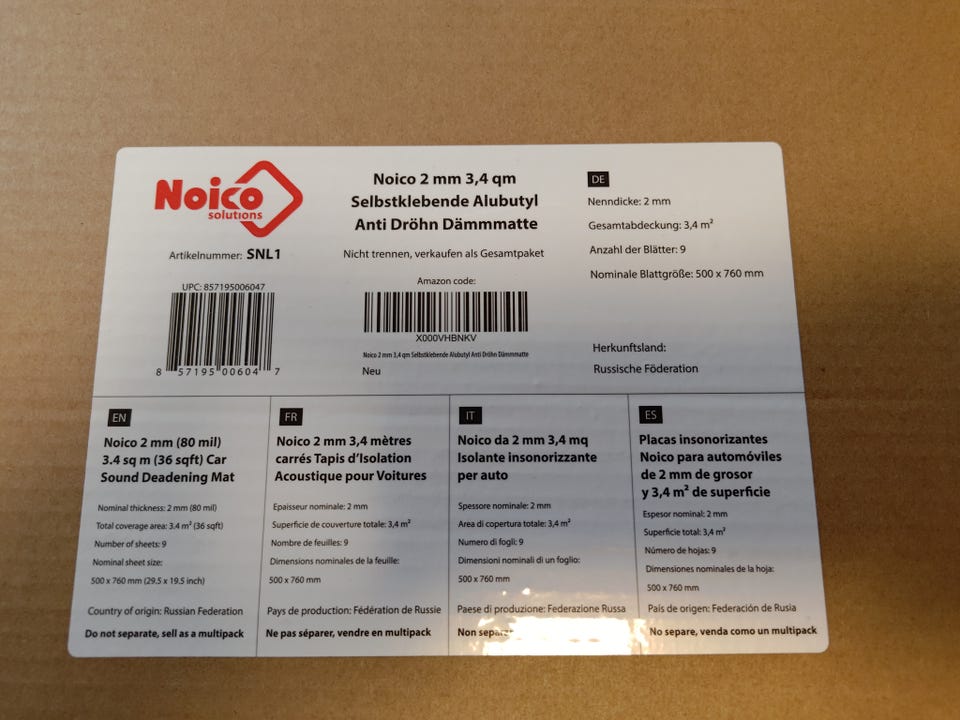 Noico
solutions
Artikelnummer: SNL1
UPC: 857195006047
8 57195 00604 7
Noico 2 mm 3,4 qm
Selbstklebende Alubutyl
Anti Dröhn Dämmmatte
Nicht trennen, verkaufen als Gesamtpaket
Amazon code:
X000VHBNKV
Noico 2 mm 3,4 qm Selbstklebende Alubutyl Anti Dröhn Dämmmatte
Neu
DE
Nenndicke: 2 mm
Gesamtabdeckung: 3,4 m²
Anzahl der Blätter: 9
Nominale Blattgröße: 500 x 760 mm
Herkunftsland:
Russische Föderation
EN
Noico 2 mm (80 mil)
3.4 sq m (36 sqft) Car
Sound Deadening Mat
Nominal thickness: 2 mm (80 mil)
Total coverage area: 3.4 m² (36 sqft)
Number of sheets: 9
Nominal sheet size:
500 x 760 mm (29.5 x 19.5 inch)
Country of origin: Russian Federation
Do not separate, sell as a multipack
FR
Noico 2 mm 3,4 mètres
carrés Tapis d'Isolation
Acoustique pour Voitures
Epaisseur nominale: 2 mm
Superficie de couverture totale: 3,4 m²
Nombre de feuilles: 9
Dimensions nominales de la feuille:
500 x 760 mm
Pays de production: Fédération de Russie
Ne pas séparer, vendre en multipack
IT
Noico da 2 mm 3,4 mq
Isolante insonorizzante
per auto
Spessore nominale: 2 mm
Area di copertura totale: 3,4 m²
Numero di fogli: 9
Dimensioni nominali di un foglio:
500 x 760 mm
Paese di produzione: Federazione Russa
Non
ES
Placas insonorizantes
Noico para automóviles
de 2 mm de grosor
y 3,4 m² de superficie
Espesor nominal: 2 mm
Superficie total: 3,4 m²
Número de hojas: 9
Dimensiones nominales de la hoja:
500 x 760 mm
País de origen: Federación de Rusia
No separe, venda como un multipack